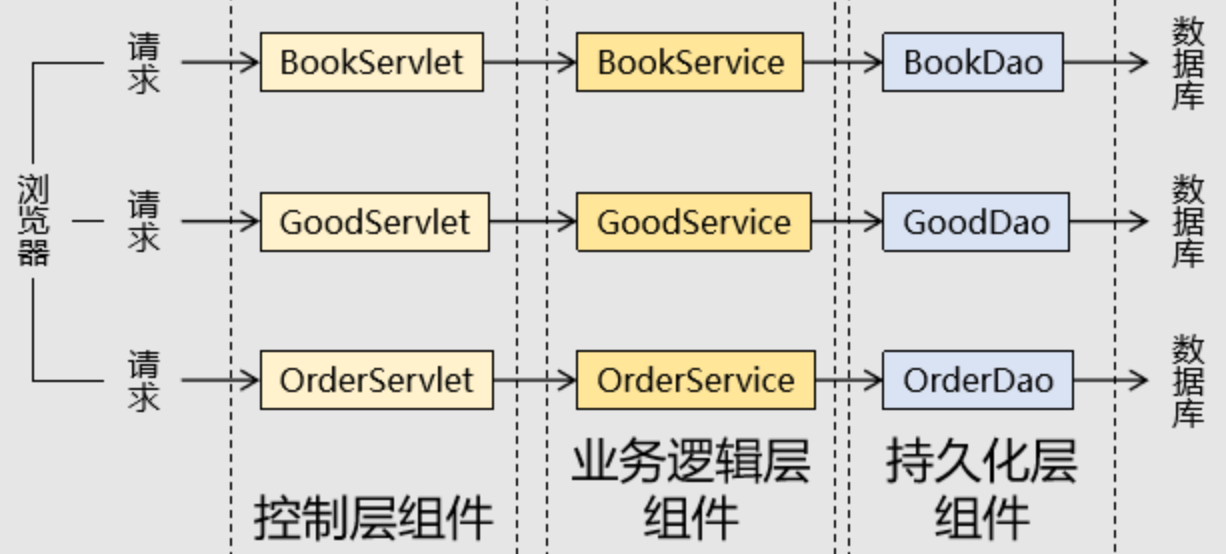 请求
BookServlet
BookService
BookDao
数据库
浏览器
请求
GoodServlet
GoodService
GoodDao
数据库
请求
OrderServlet
OrderService
OrderDao
数据库
控制层组件
业务逻辑层
组件
持久化层
组件